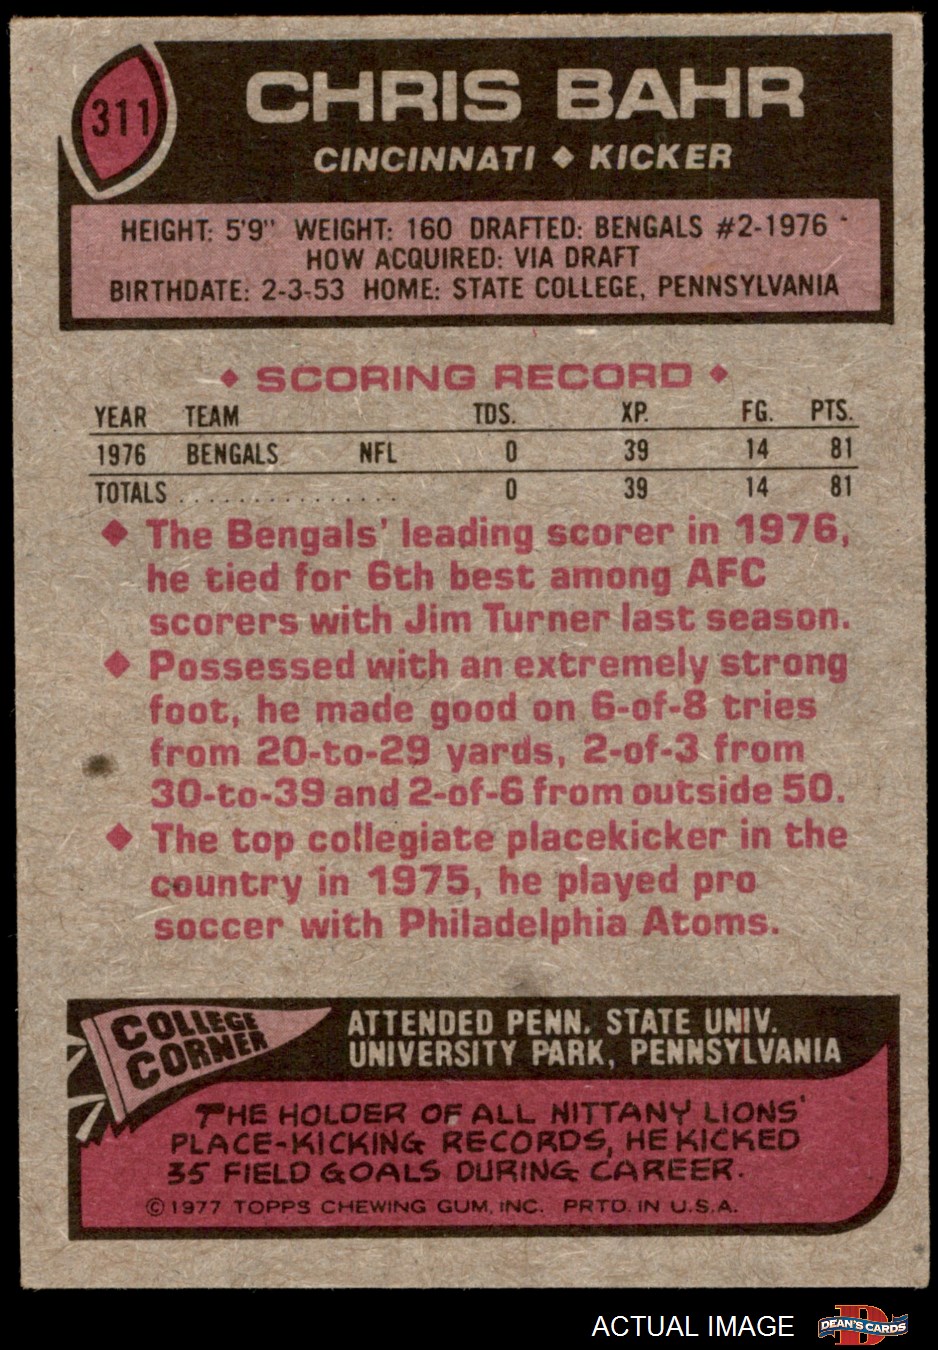 311
CHRIS BAHR
CINCINNATI ◆ KICKER
HEIGHT: 5'9" WEIGHT: 160 DRAFTED: BENGALS #2-1976
HOW ACQUIRED: VIA DRAFT
BIRTHDATE: 2-3-53 HOME: STATE COLLEGE, PENNSYLVANIA
◆ SCORING RECORD ◆
YEAR TEAM TDS. XP. FG. PTS.
1976 BENGALS NFL 0 39 14 81
TOTALS . . . . . . . . . . . . . . . 0 39 14 81
◆ The Bengals' leading scorer in 1976,
he tied for 6th best among AFC
scorers with Jim Turner last season.
◆ Possessed with an extremely strong
foot, he made good on 6-of-8 tries
from 20-to-29 yards, 2-of-3 from
30-to-39 and 2-of-6 from outside 50.
◆ The top collegiate placekicker in the
country in 1975, he played pro
soccer with Philadelphia Atoms.
COLLEGE
CORNER
ATTENDED PENN. STATE UNIV.
UNIVERSITY PARK, PENNSYLVANIA
THE HOLDER OF ALL NITTANY LIONS'
PLACE-KICKING RECORDS, HE KICKED
35 FIELD GOALS DURING CAREER.
©1977 TOPPS CHEWING GUM, INC. PRTD. IN U.S.A.
ACTUAL IMAGE
D
DEAN'S CARDS